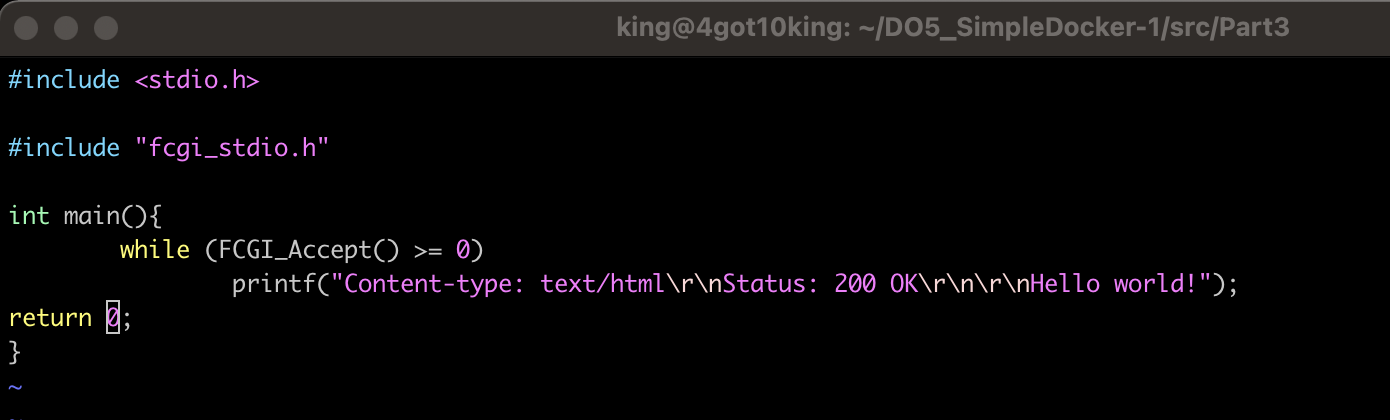 king@4got10king: ~/DO5_SimpleDocker-1/src/Part3
#include <stdio.h>
#include "fcgi_stdio.h"
int main(){
        while (FCGI_Accept() >= 0)
                printf("Content-type: text/html\r\nStatus: 200 OK\r\n\r\nHello world!");
return 0;
}
~
~